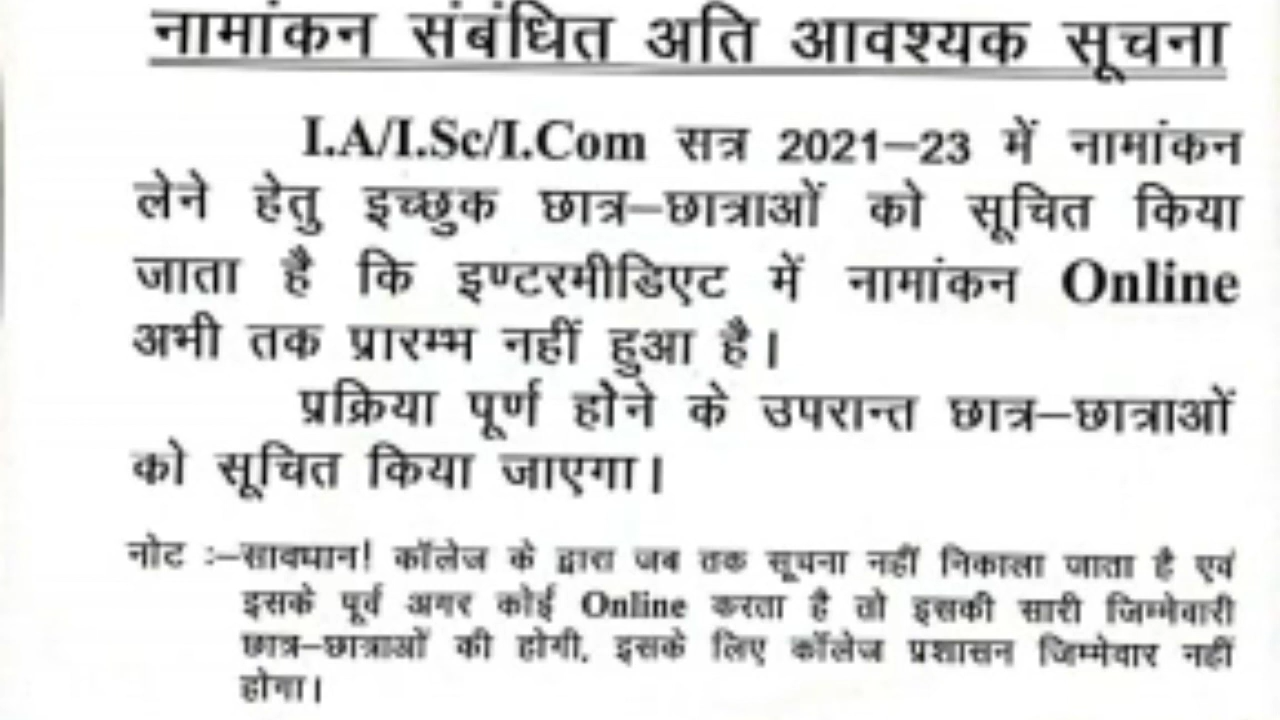 नामांकन संबंधित अति आवश्यक सूचना
I.A/I.Sc/I.Com सत्र 2021–23 में नामांकन
लेने हेतु इच्छुक छात्र–छात्राओं को सूचित किया
जाता है कि इण्टरमीडिएट में नामांकन Online
अभी तक प्रारम्भ नहीं हुआ है।
प्रक्रिया पूर्ण होने के उपरान्त छात्र–छात्राओं
को सूचित किया जाएगा।
नोट :–सावधान! कॉलेज के द्वारा जब तक सूचना नहीं निकाला जाता है एवं
इसके पूर्व अगर कोई Online करता है तो इसकी सारी जिम्मेवारी
छात्र–छात्राओं की होगी, इसके लिए कॉलेज प्रशासन जिम्मेवार नहीं
होगा।